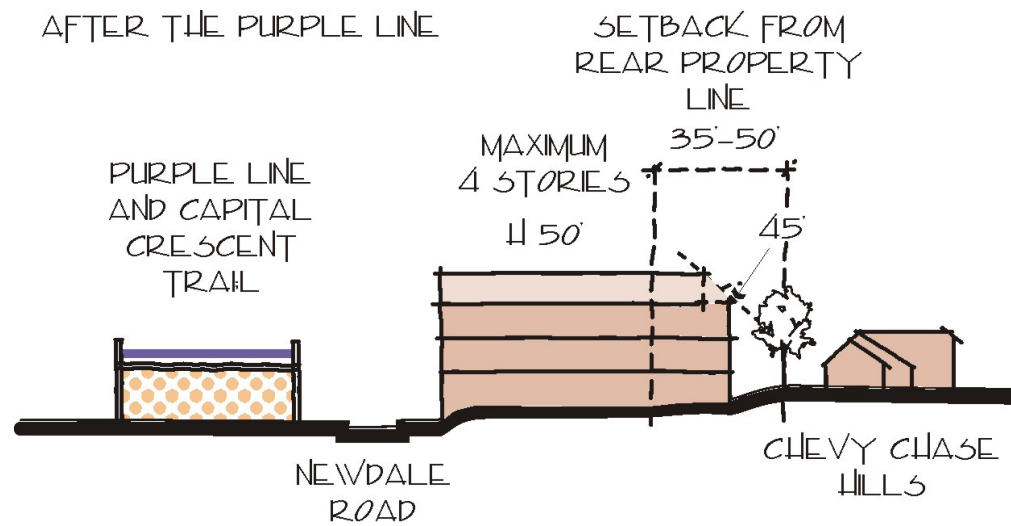 AFTER THE PURPLE LINE
SETBACK FROM
REAR PROPERTY
LINE
35'-50'
MAXIMUM
4 STORIES
H 50'
PURPLE LINE
AND CAPITAL
CRESCENT
TRAIL
45'
NEWDALE
ROAD
CHEVY CHASE
HILLS